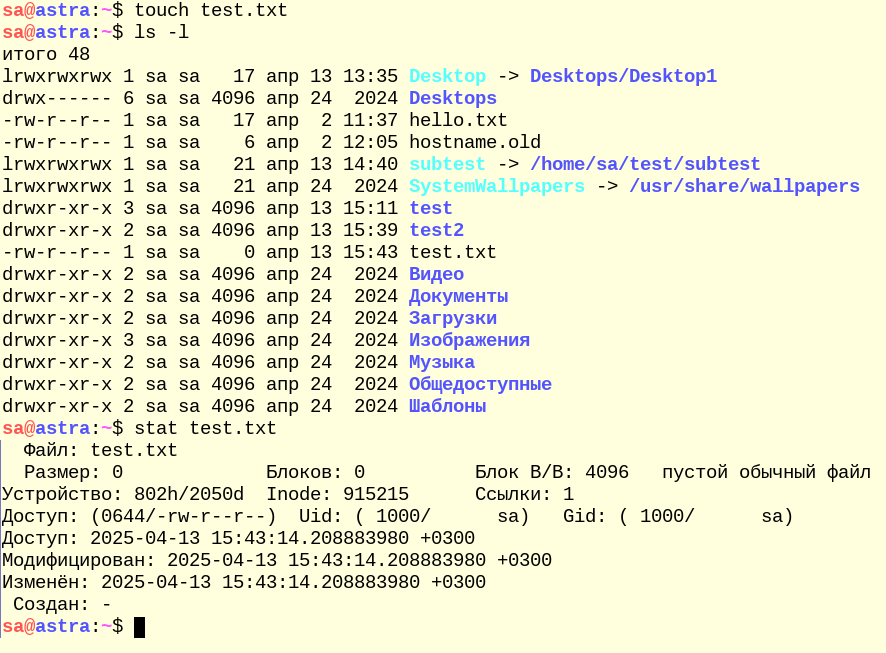 sa@astra:~$ touch test.txt
sa@astra:~$ ls -l
итого 48
lrwxrwxrwx 1 sa sa   17 апр 13 13:35 Desktop -> Desktops/Desktop1
drwx------ 6 sa sa 4096 апр 24  2024 Desktops
-rw-r--r-- 1 sa sa   17 апр  2 11:37 hello.txt
-rw-r--r-- 1 sa sa    6 апр  2 12:05 hostname.old
lrwxrwxrwx 1 sa sa   21 апр 13 14:40 subtest -> /home/sa/test/subtest
lrwxrwxrwx 1 sa sa   21 апр 24  2024 SystemWallpapers -> /usr/share/wallpapers
drwxr-xr-x 3 sa sa 4096 апр 13 15:11 test
drwxr-xr-x 2 sa sa 4096 апр 13 15:39 test2
-rw-r--r-- 1 sa sa    0 апр 13 15:43 test.txt
drwxr-xr-x 2 sa sa 4096 апр 24  2024 Видео
drwxr-xr-x 2 sa sa 4096 апр 24  2024 Документы
drwxr-xr-x 2 sa sa 4096 апр 24  2024 Загрузки
drwxr-xr-x 3 sa sa 4096 апр 24  2024 Изображения
drwxr-xr-x 2 sa sa 4096 апр 24  2024 Музыка
drwxr-xr-x 2 sa sa 4096 апр 24  2024 Общедоступные
drwxr-xr-x 2 sa sa 4096 апр 24  2024 Шаблоны
sa@astra:~$ stat test.txt
  Файл: test.txt
  Размер: 0             Блоков: 0          Блок В/В: 4096   пустой обычный файл
Устройство: 802h/2050d  Inode: 915215      Ссылки: 1
Доступ: (0644/-rw-r--r--)  Uid: ( 1000/      sa)   Gid: ( 1000/      sa)
Доступ: 2025-04-13 15:43:14.208883980 +0300
Модифицирован: 2025-04-13 15:43:14.208883980 +0300
Изменён: 2025-04-13 15:43:14.208883980 +0300
 Создан: -
sa@astra:~$